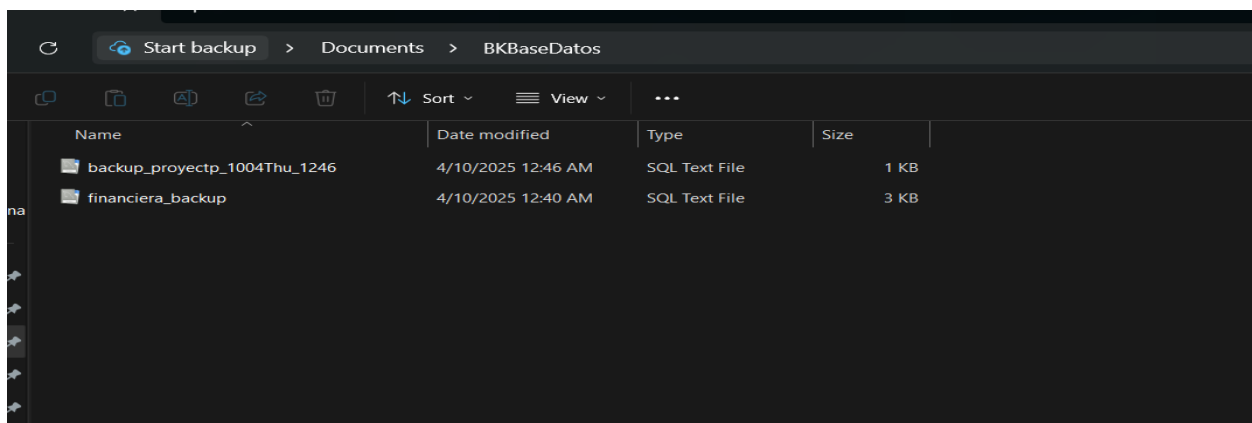 Start backup > Documents > BKBaseDatos
Sort View
Name Date modified Type Size
backup_proyectp_1004Thu_1246 4/10/2025 12:46 AM SQL Text File 1 KB
financiera_backup 4/10/2025 12:40 AM SQL Text File 3 KB
na